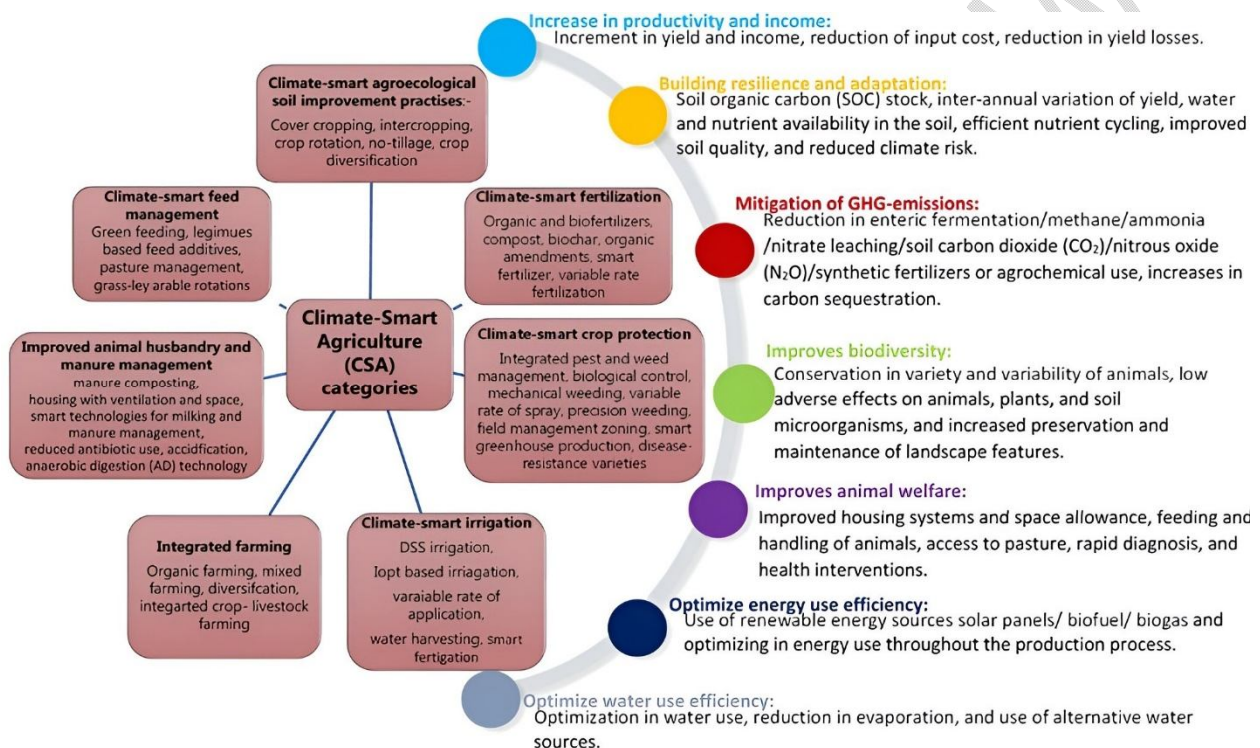 Climate-smart agroecological
soil improvement practises:-
Cover cropping, intercropping,
crop rotation, no-tillage, crop
diversification
Climate-smart feed
management
Green feeding, legimues
based feed additives,
pasture management,
grass-ley arable rotations
Climate-smart fertilization
Organic and biofertilizers,
compost, biochar, organic
amendments, smart
fertilizer, variable rate
fertilization
Climate-Smart
Agriculture
(CSA)
categories
Improved animal husbandry and
manure management
manure composting,
housing with ventilation and space,
smart technologies for milking and
manure management,
reduced antibiotic use, accidification,
anaerobic digestion (AD) technology
Climate-smart crop protection
Integrated pest and weed
management, biological control,
mechanical weeding, variable
rate of spray, precision weeding,
field management zoning, smart
greenhouse production, disease-
resistance varieties
Integrated farming
Organic farming, mixed
farming, diversifcation,
integarted crop- livestock
farming
Climate-smart irrigation
DSS irrigation,
Iopt based irriagation,
varaiable rate of
application,
water harvesting, smart
fertigation
Increase in productivity and income:
Increment in yield and income, reduction of input cost, reduction in yield losses.
Building resilience and adaptation:
Soil organic carbon (SOC) stock, inter-annual variation of yield, water
and nutrient availability in the soil, efficient nutrient cycling, improved
soil quality, and reduced climate risk.
Mitigation of GHG-emissions:
Reduction in enteric fermentation/methane/ammonia
/nitrate leaching/soil carbon dioxide (CO₂)/nitrous oxide
(N₂O)/synthetic fertilizers or agrochemical use, increases in
carbon sequestration.
Improves biodiversity:
Conservation in variety and variability of animals, low
adverse effects on animals, plants, and soil
microorganisms, and increased preservation and
maintenance of landscape features.
Improves animal welfare:
Improved housing systems and space allowance, feeding and
handling of animals, access to pasture, rapid diagnosis, and
health interventions.
Optimize energy use efficiency:
Use of renewable energy sources solar panels/ biofuel/ biogas and
optimizing in energy use throughout the production process.
Optimize water use efficiency:
Optimization in water use, reduction in evaporation, and use of alternative water
sources.